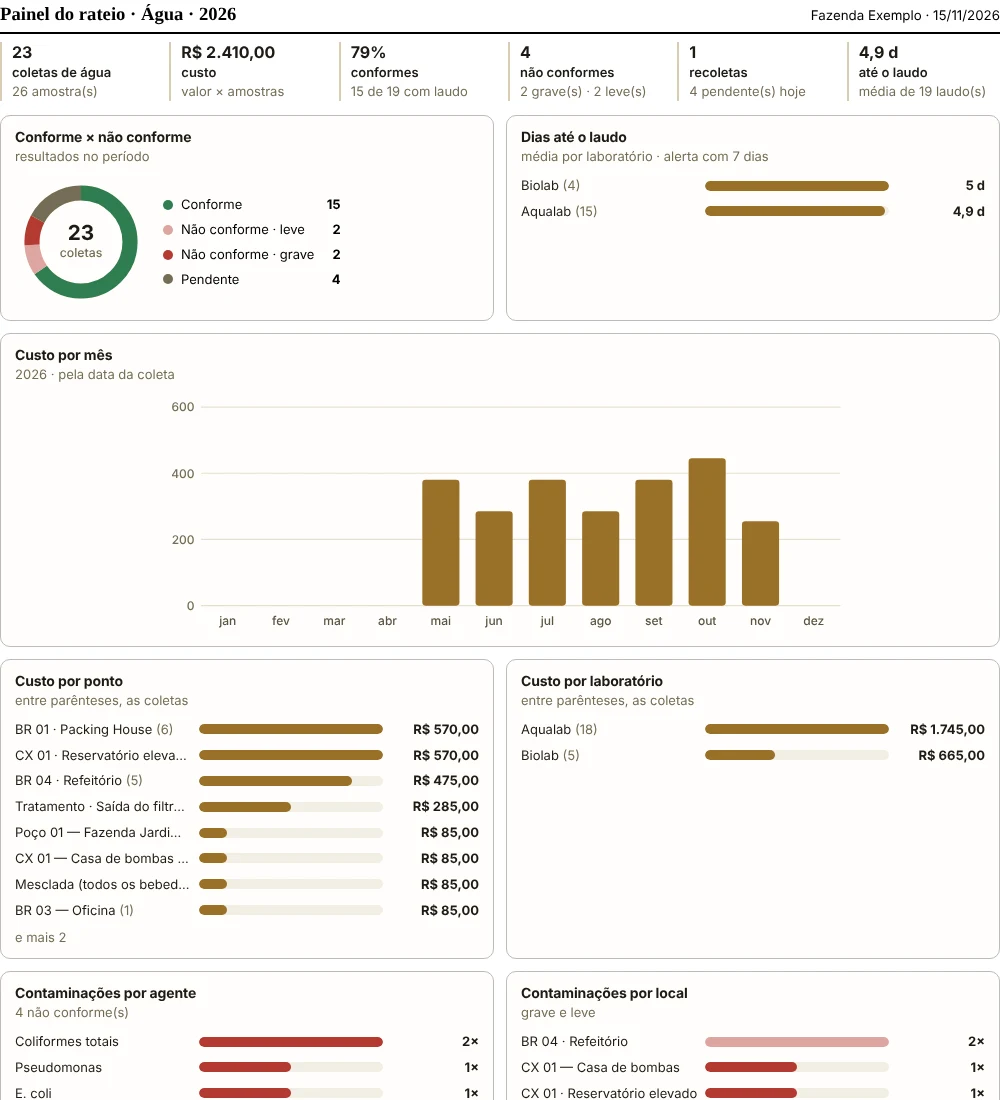 Painel do rateio · Água · 2026
Fazenda Exemplo · 15/11/2026
23
coletas de água
26 amostra(s)
R$ 2.410,00
custo
valor × amostras
79%
conformes
15 de 19 com laudo
4
não conformes
2 grave(s) · 2 leve(s)
1
recoletas
4 pendente(s) hoje
4,9 d
até o laudo
média de 19 laudo(s)
Conforme × não conforme
resultados no período
23
coletas
Conforme 15
Não conforme · leve 2
Não conforme · grave 2
Pendente 4
Dias até o laudo
média por laboratório · alerta com 7 dias
Biolab (4) 5 d
Aqualab (15) 4,9 d
Custo por mês
2026 · pela data da coleta
600
400
200
0
jan fev mar abr mai jun jul ago set out nov dez
Custo por ponto
entre parênteses, as coletas
BR 01 · Packing House (6) R$ 570,00
CX 01 · Reservatório eleva... R$ 570,00
BR 04 · Refeitório (5) R$ 475,00
Tratamento · Saída do filtr... R$ 285,00
Poço 01 — Fazenda Jardi... R$ 85,00
CX 01 — Casa de bombas ... R$ 85,00
Mesclada (todos os bebed... R$ 85,00
BR 03 — Oficina (1) R$ 85,00
e mais 2
Custo por laboratório
entre parênteses, as coletas
Aqualab (18) R$ 1.745,00
Biolab (5) R$ 665,00
Contaminações por agente
4 não conforme(s)
Coliformes totais 2×
Pseudomonas 1×
E. coli 1×
Contaminações por local
grave e leve
BR 04 · Refeitório 2×
CX 01 — Casa de bombas 1×
CX 01 · Reservatório elevado 1×